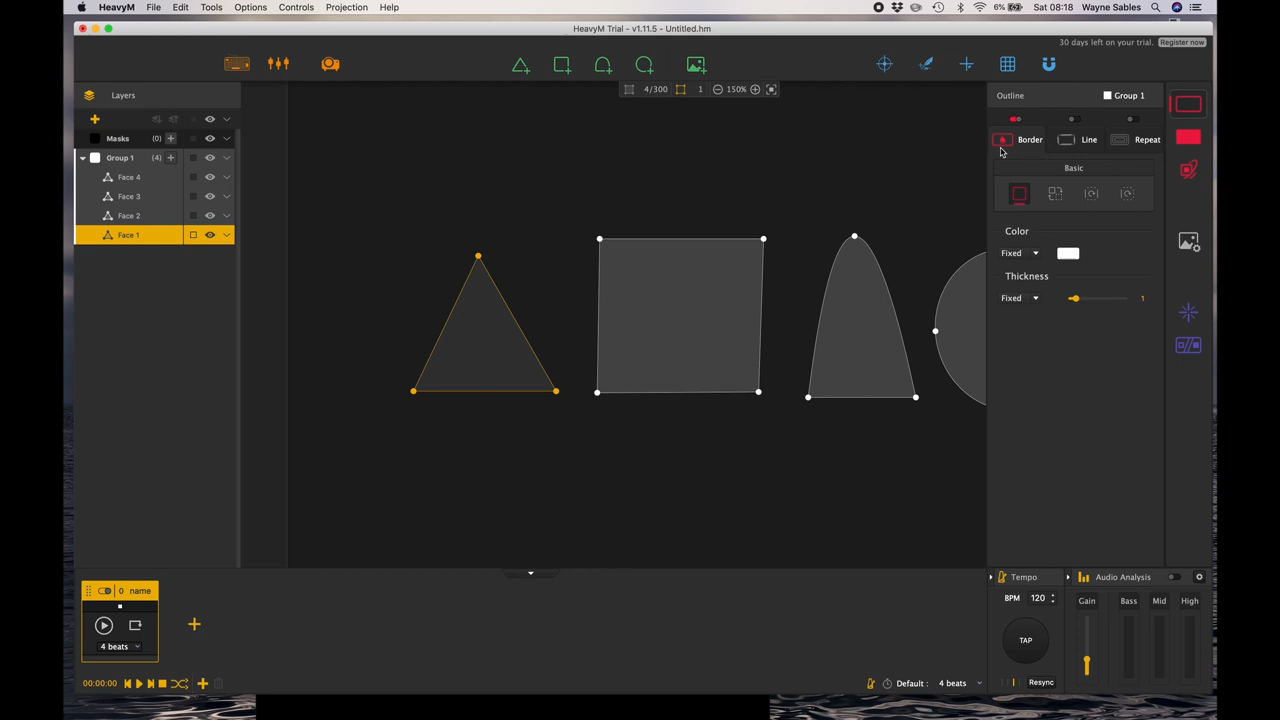 HeavyM File Edit Tools Options Controls Projection Help
6% Sat 08:18 Wayne Sables
HeavyM Trial - v1.11.5 - Untitled.hm
30 days left on your trial. Register now
Layers
4/300 1 150%
Outline Group 1
Masks (0)
Border Line Repeat
Group 1 (4)
Basic
Face 4
Face 3
Face 2
Face 1
Color
Fixed
Thickness
Fixed 1
0 name
Tempo Audio Analysis
BPM 120 Gain Bass Mid High
TAP
4 beats
00:00:00 Default : 4 beats Resync